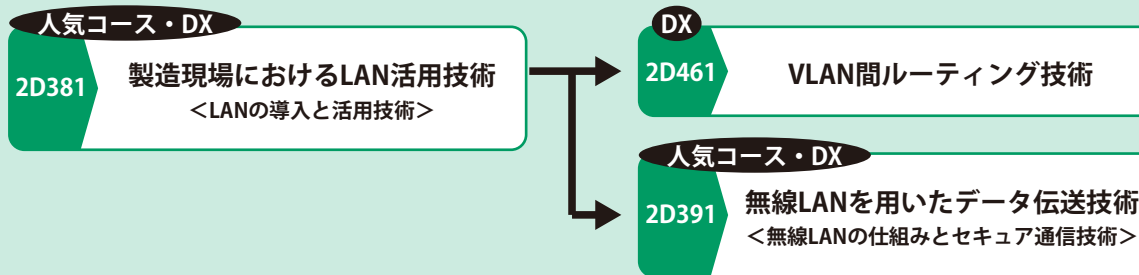 人気コース・DX
2D381
製造現場におけるLAN活用技術
＜LANの導入と活用技術＞
DX
2D461
VLAN間ルーティング技術
人気コース・DX
2D391
無線LANを用いたデータ伝送技術
＜無線LANの仕組みとセキュア通信技術＞